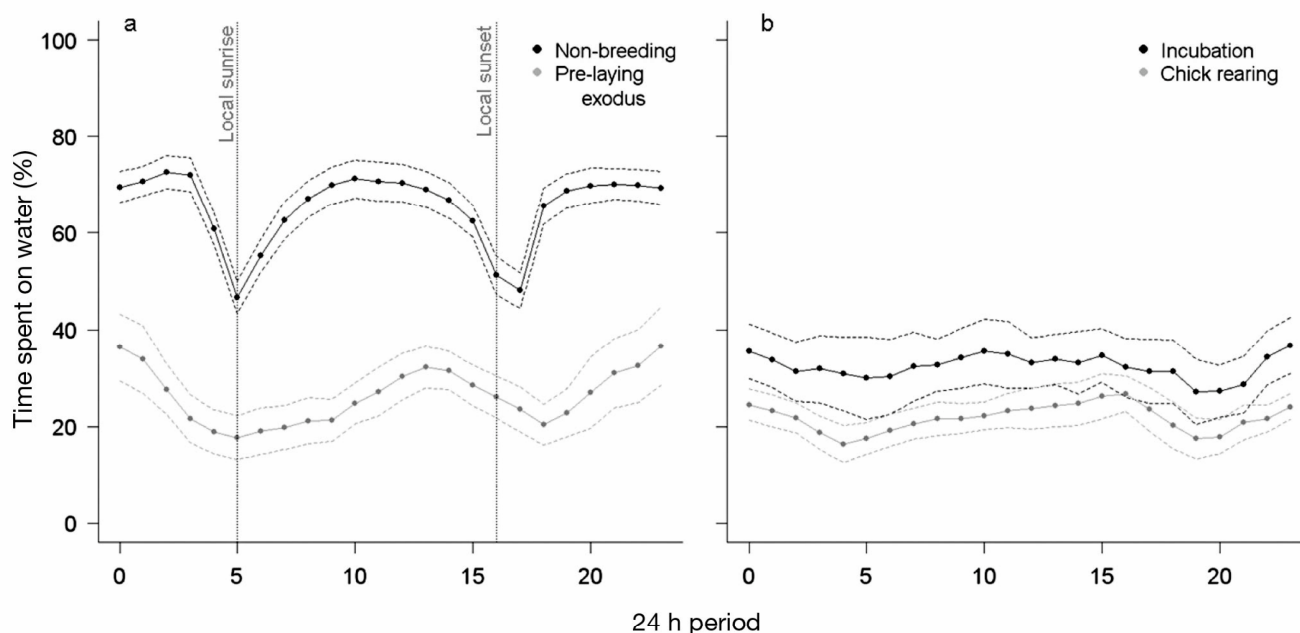 a
b
Local sunrise
Local sunset
Non-breeding
Pre-laying
exodus
Incubation
Chick rearing
Time spent on water (%)
100
80
60
40
20
0
0 5 10 15 20
0 5 10 15 20
24 h period